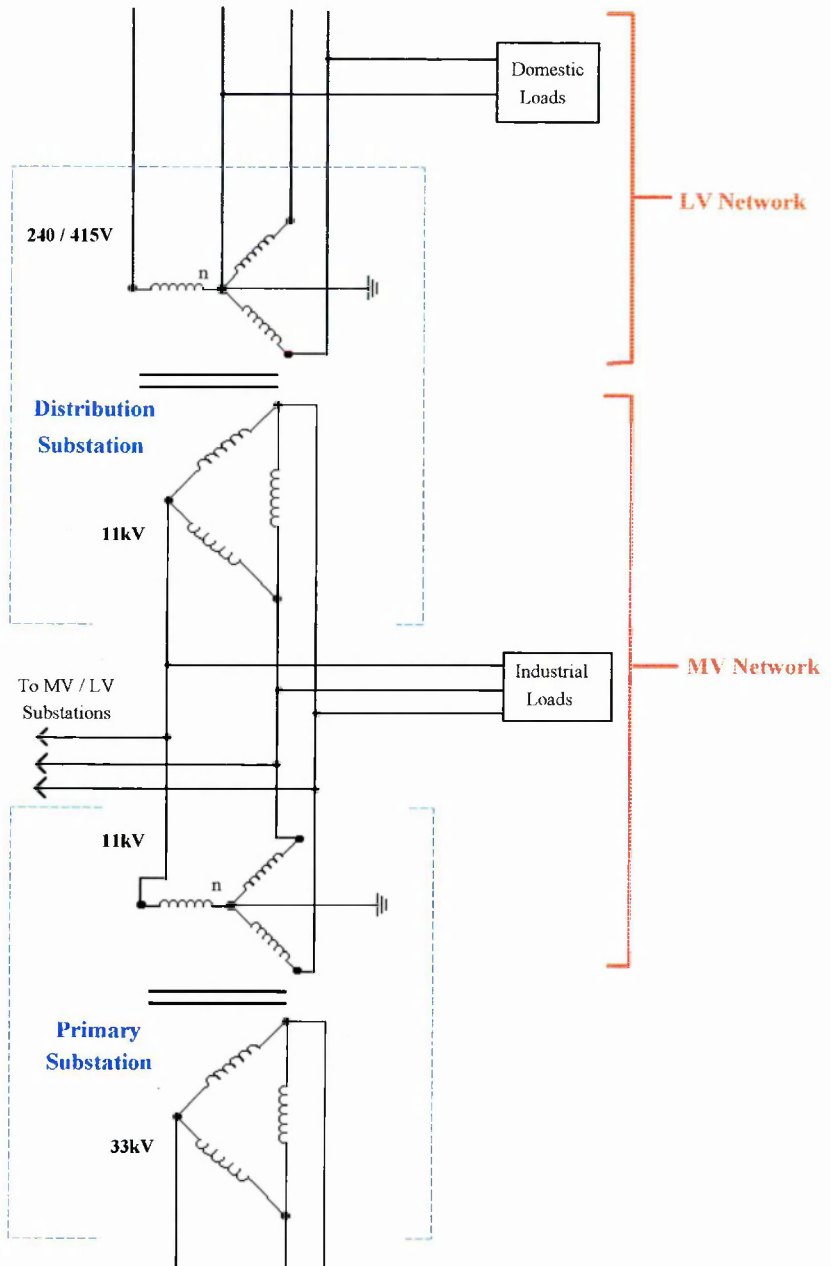 Domestic
Loads
LV Network
240 / 415V
n
Distribution
Substation
11kV
Industrial
Loads
MV Network
To MV / LV
Substations
11kV
n
Primary
Substation
33kV